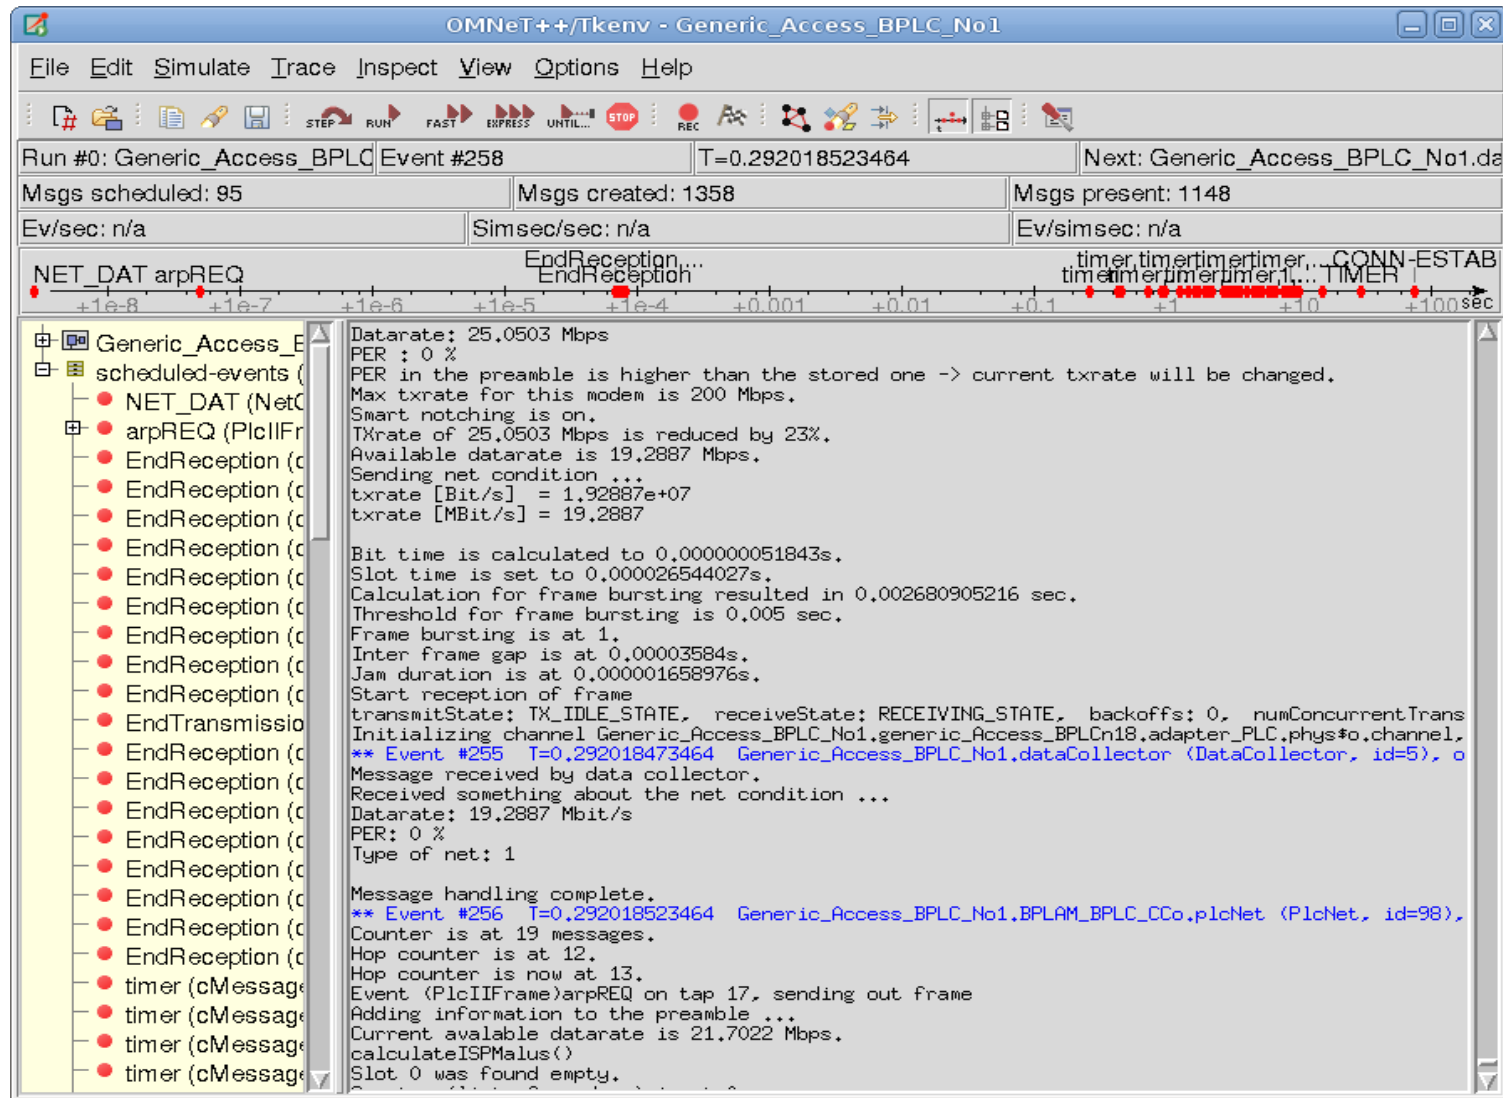 OMNeT++/Tkenv - Generic_Access_BPLC_No1
File Edit Simulate Trace Inspect View Options Help
STEP RUN FAST EXPRESS UNTIL... STOP REC
Run #0: Generic_Access_BPLC Event #258 T=0.292018523464 Next: Generic_Access_BPLC_No1.da
Msgs scheduled: 95 Msgs created: 1358 Msgs present: 1148
Ev/sec: n/a Simsec/sec: n/a Ev/simsec: n/a
EndReception,... timer,timertimertimer,...CONN-ESTAB
NET_DAT arpREQ EndReception TIMER
+1e-8 +1e-7 +1e-6 +1e-5 +1e-4 +0.001 +0.01 +0.1 +1 +10 +100 sec
Generic_Access_E
scheduled-events (
NET_DAT (NetC
arpREQ (PlcIIFr
EndReception (c
EndReception (c
EndReception (c
EndReception (c
EndReception (c
EndReception (c
EndReception (c
EndReception (c
EndReception (c
EndTransmissio
EndReception (c
EndReception (c
EndReception (c
EndReception (c
EndReception (c
EndReception (c
EndReception (c
EndReception (c
timer (cMessage
timer (cMessage
timer (cMessage
timer (cMessage
Datarate: 25.0503 Mbps
PER : 0 %
PER in the preamble is higher than the stored one -> current txrate will be changed.
Max txrate for this modem is 200 Mbps.
Smart notching is on.
TXrate of 25.0503 Mbps is reduced by 23%.
Available datarate is 19.2887 Mbps.
Sending net condition ...
txrate [Bit/s]  = 1.92887e+07
txrate [MBit/s] = 19.2887
Bit time is calculated to 0.000000051843s.
Slot time is set to 0.000026544027s.
Calculation for frame bursting resulted in 0.002680905216 sec.
Threshold for frame bursting is 0.005 sec.
Frame bursting is at 1.
Inter frame gap is at 0.00003584s.
Jam duration is at 0.000001658976s.
Start reception of frame
transmitState: TX_IDLE_STATE,  receiveState: RECEIVING_STATE,  backoffs: 0,  numConcurrentTrans
Initializing channel Generic_Access_BPLC_No1.generic_Access_BPLCn18.adapter_PLC.phys$o.channel,
** Event #255  T=0.292018473464  Generic_Access_BPLC_No1.dataCollector (DataCollector, id=5), o
Message received by data collector.
Received something about the net condition ...
Datarate: 19.2887 Mbit/s
PER: 0 %
Type of net: 1
Message handling complete.
** Event #256  T=0.292018523464  Generic_Access_BPLC_No1.BPLAM_BPLC_CCo.plcNet (PlcNet, id=98),
Counter is at 19 messages.
Hop counter is at 12.
Hop counter is now at 13.
Event (PlcIIFrame)arpREQ on tap 17, sending out frame
Adding information to the preamble ...
Current avalable datarate is 21.7022 Mbps.
calculateISPMalus()
Slot 0 was found empty.